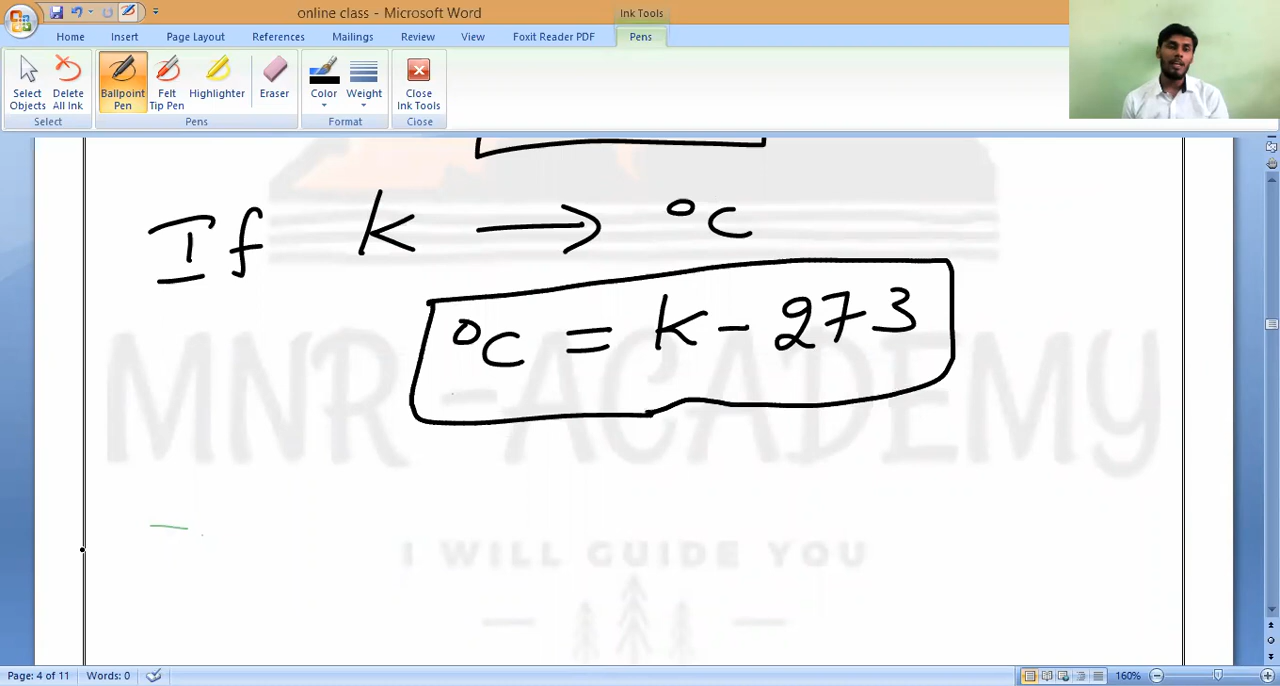 online class - Microsoft Word
Ink Tools
Home Insert Page Layout References Mailings Review View Foxit Reader PDF Pens
Select Objects
Delete All Ink
Ballpoint Pen
Felt Tip Pen
Highlighter
Eraser
Color
Weight
Close Ink Tools
Select Pens Format Close
If k → °C
°C = k - 273
MNR-ACADEMY
I WILL GUIDE YOU
Page: 4 of 11 Words: 0 160%